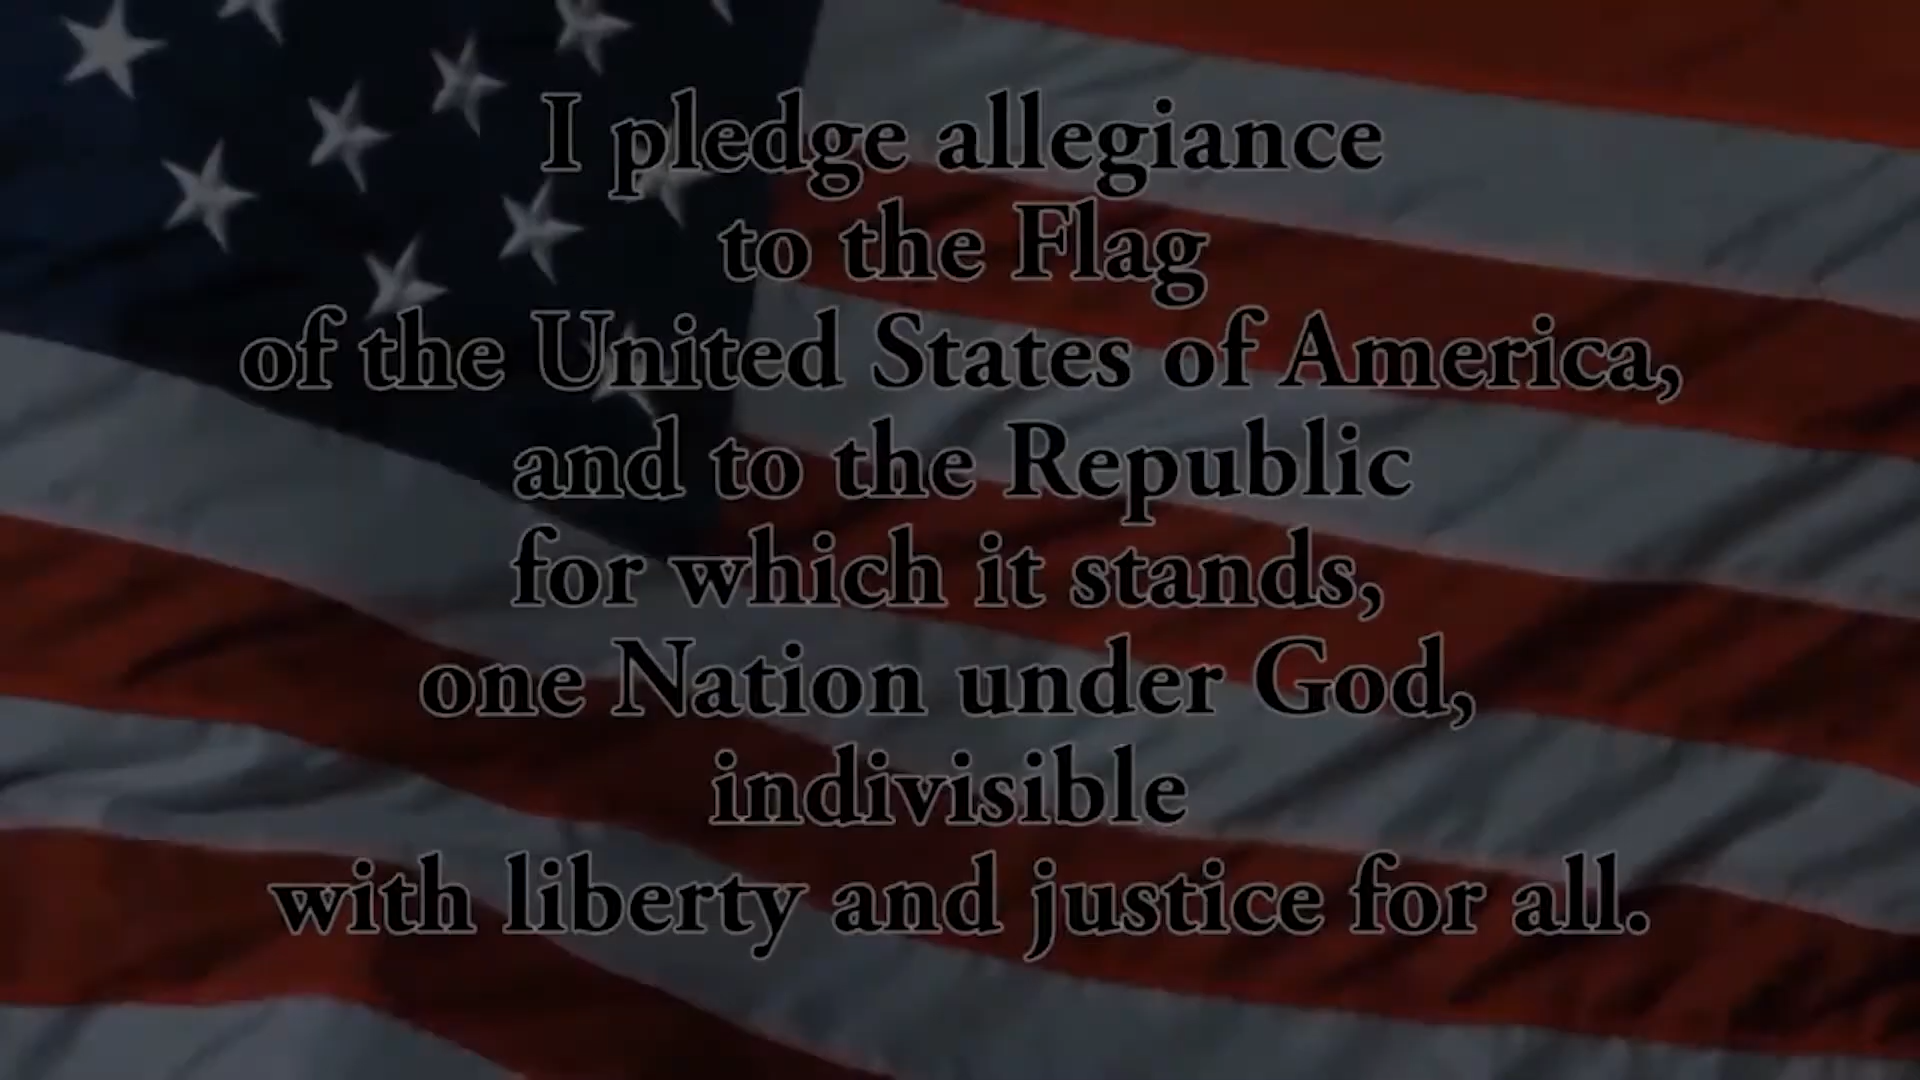 I pledge allegiance
to the Flag
of the United States of America,
and to the Republic
for which it stands,
one Nation under God,
indivisible
with liberty and justice for all.